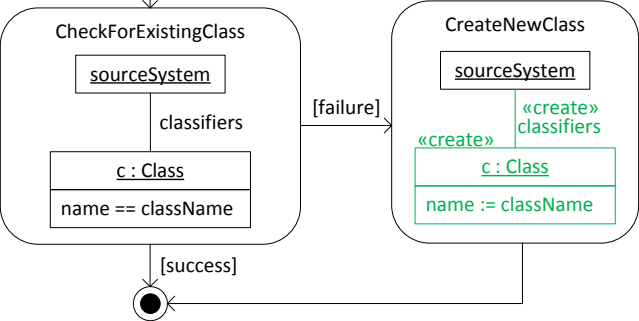 CheckForExistingClass
sourceSystem
classifiers
c : Class
name == className
[failure]
[success]
CreateNewClass
sourceSystem
«create»
classifiers
«create»
c : Class
name := className